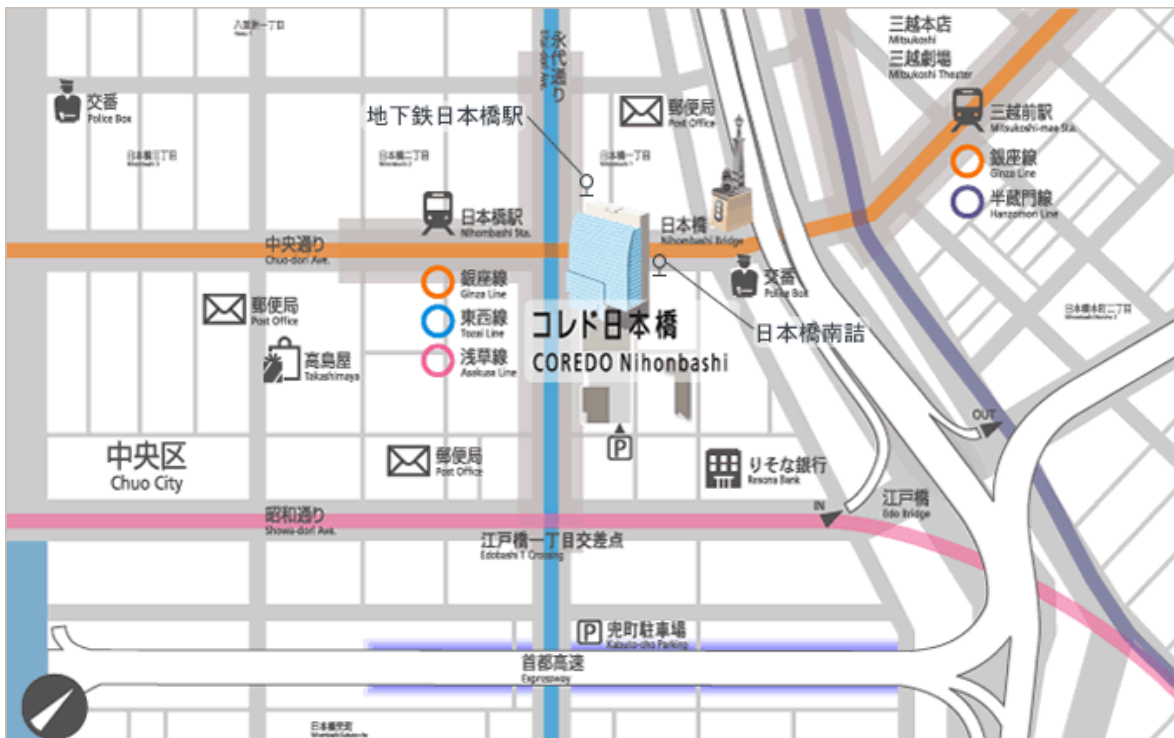 八重洲一丁目
Yaesu 1
永代通り
Eitai-dori Ave.
三越本店
Mitsukoshi
三越劇場
Mitsukoshi Theater
交番
Police Box
地下鉄日本橋駅
郵便局
Post Office
三越前駅
Mitsukoshi-mae Sta.
日本橋三丁目
Nihonbashi 3
日本橋二丁目
Nihonbashi 2
日本橋一丁目
Nihonbashi 1
銀座線
Ginza Line
半蔵門線
Hanzomon Line
日本橋駅
Nihombashi Sta.
日本橋
Nihombashi Bridge
中央通り
Chuo-dori Ave.
銀座線
Ginza Line
交番
Police Box
郵便局
Post Office
東西線
Tozai Line
コレド日本橋
COREDO Nihonbashi
日本橋南詰
日本橋本町二丁目
高島屋
Takashimaya
浅草線
Asakusa Line
OUT
P
中央区
Chuo City
郵便局
Post Office
りそな銀行
Resona Bank
IN
江戸橋
Edo Bridge
昭和通り
Showa-dori Ave.
江戸橋一丁目交差点
Edobashi 1 Crossing
P
兜町駐車場
Kabuto-cho Parking
首都高速
Expressway
日本橋兜町